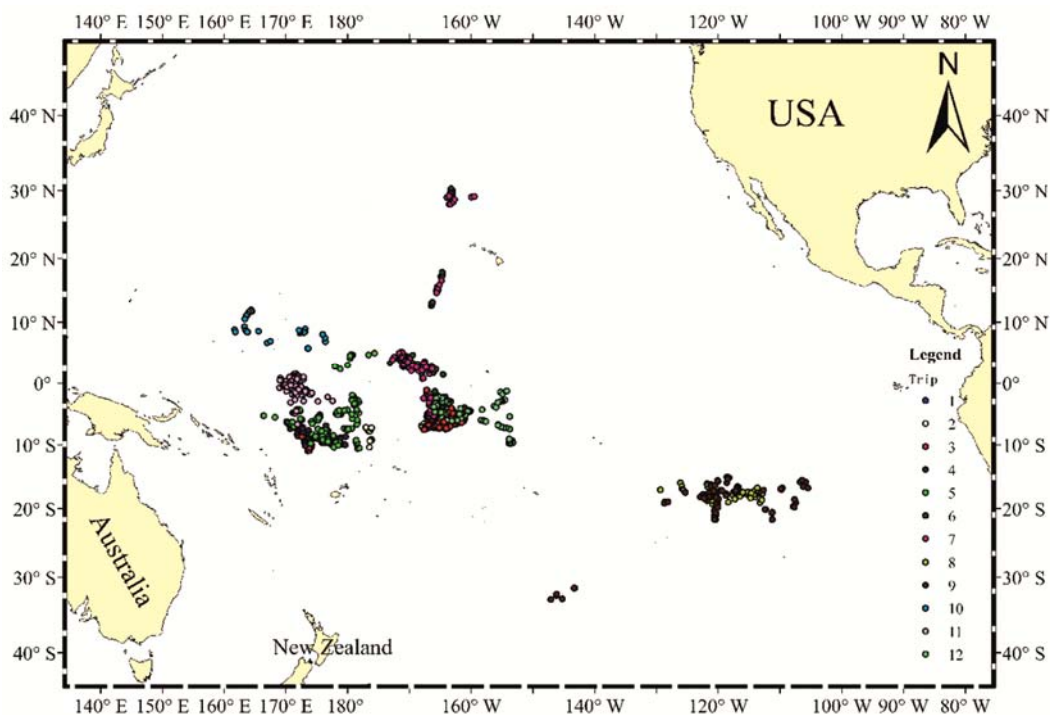 140° E 150° E 160° E 170° E 180° 160° W 140° W 120° W 100° W 90° W 80° W
N
USA
40° N 40° N
30° N 30° N
20° N 20° N
10° N 10° N
Legend
Trip
0° 0°
1
2
3
10° S 10° S
4
5
6
7
20° S 20° S
8
9
30° S 30° S
10
11
40° S 40° S
12
Australia
New Zealand
140° E 150° E 160° E 170° E 180° 160° W 140° W 120° W 100° W 90° W 80° W